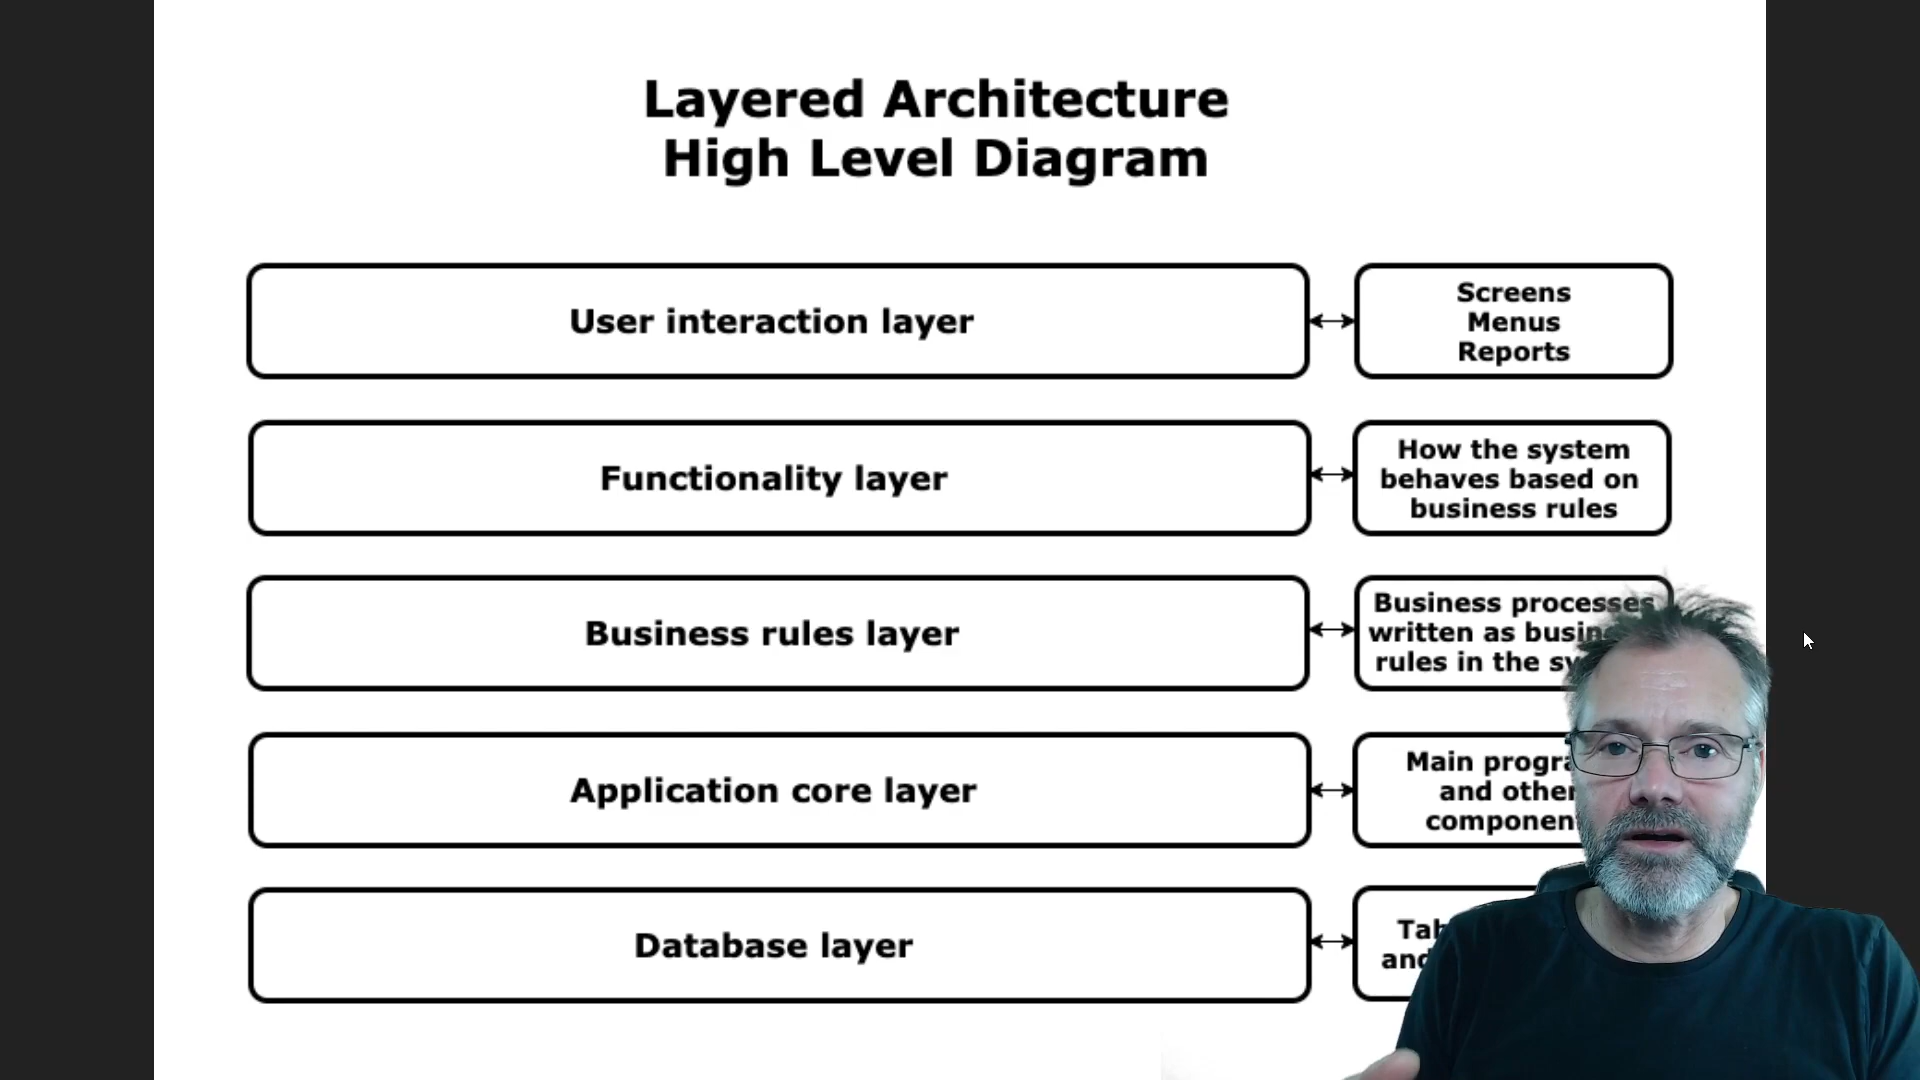 Layered Architecture
High Level Diagram
User interaction layer
Screens
Menus
Reports
Functionality layer
How the system
behaves based on
business rules
Business rules layer
Business processes
written as
rules in the
Application core layer
Main
and other
Database layer